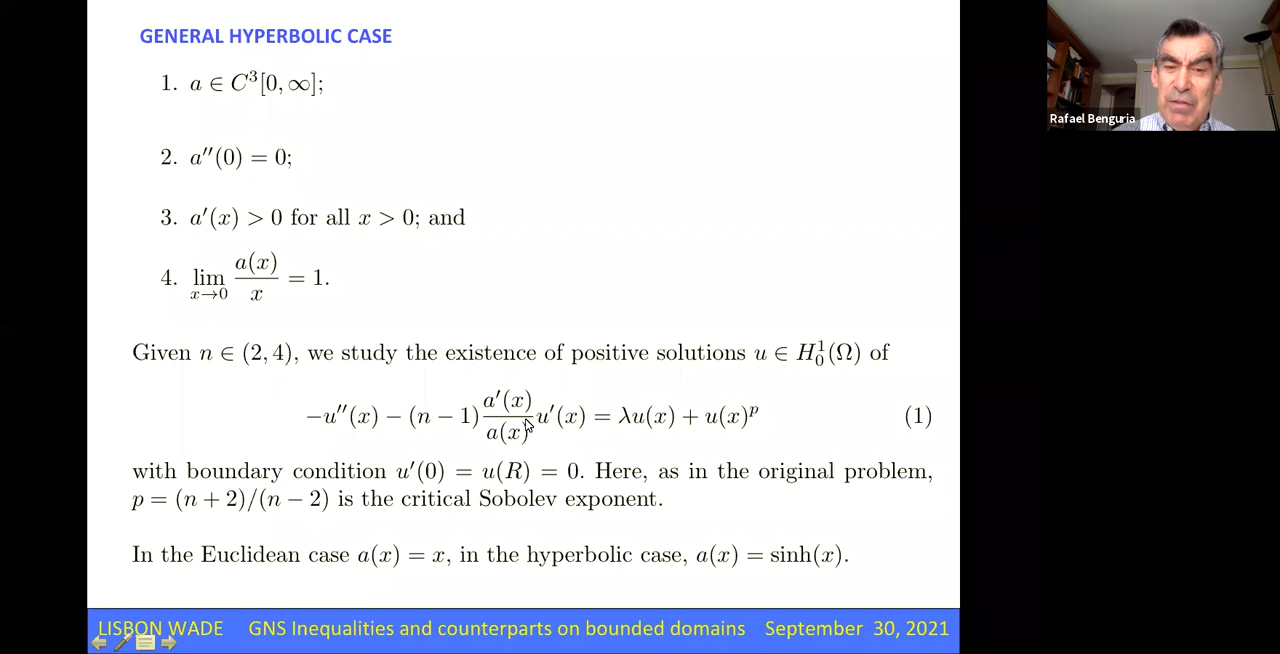 GENERAL HYPERBOLIC CASE
1. a ∈ C³[0, ∞];
2. a′′(0) = 0;
3. a′(x) > 0 for all x > 0; and
4. lim_{x→0} a(x)/x = 1.
Given n ∈ (2, 4), we study the existence of positive solutions u ∈ H₀¹(Ω) of
−u′′(x) − (n − 1) a′(x)/a(x) u′(x) = λu(x) + u(x)ᵖ (1)
with boundary condition u′(0) = u(R) = 0. Here, as in the original problem,
p = (n + 2)/(n − 2) is the critical Sobolev exponent.
In the Euclidean case a(x) = x, in the hyperbolic case, a(x) = sinh(x).
LISBON WADE GNS Inequalities and counterparts on bounded domains September 30, 2021
Rafael Benguria